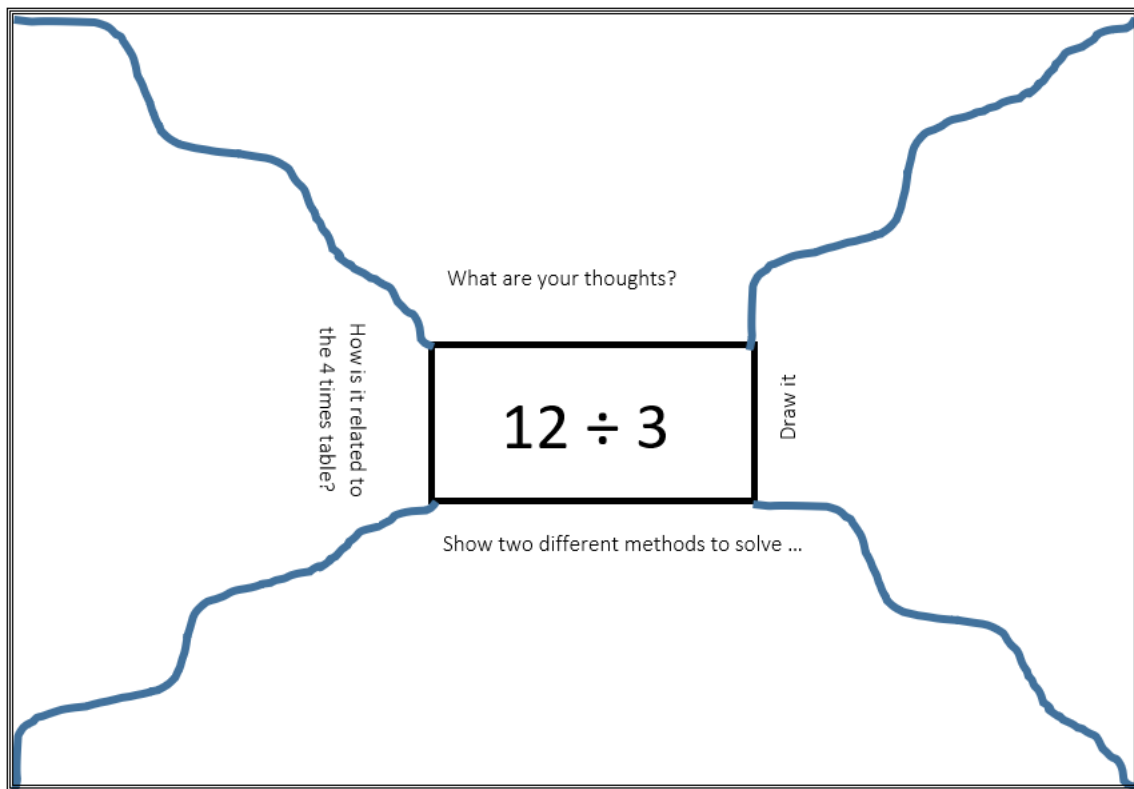 What are your thoughts?
How is it related to
the 4 times table?
12 ÷ 3
Draw it
Show two different methods to solve ...